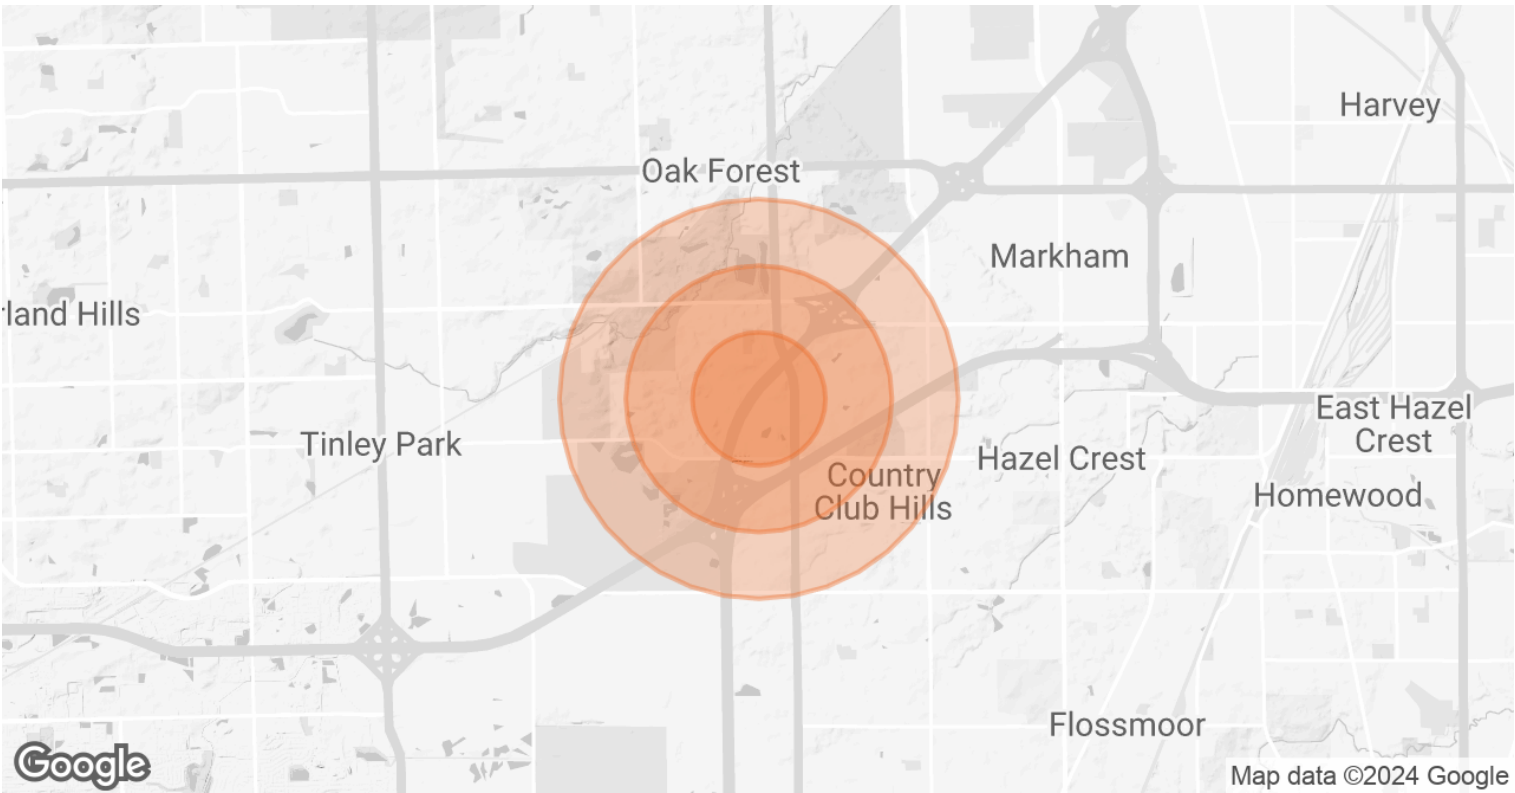 Harvey
Oak Forest
Markham
rland Hills
Tinley Park
East Hazel
Crest
Hazel Crest
Country
Club Hills
Homewood
Flossmoor
Google
Map data ©2024 Google